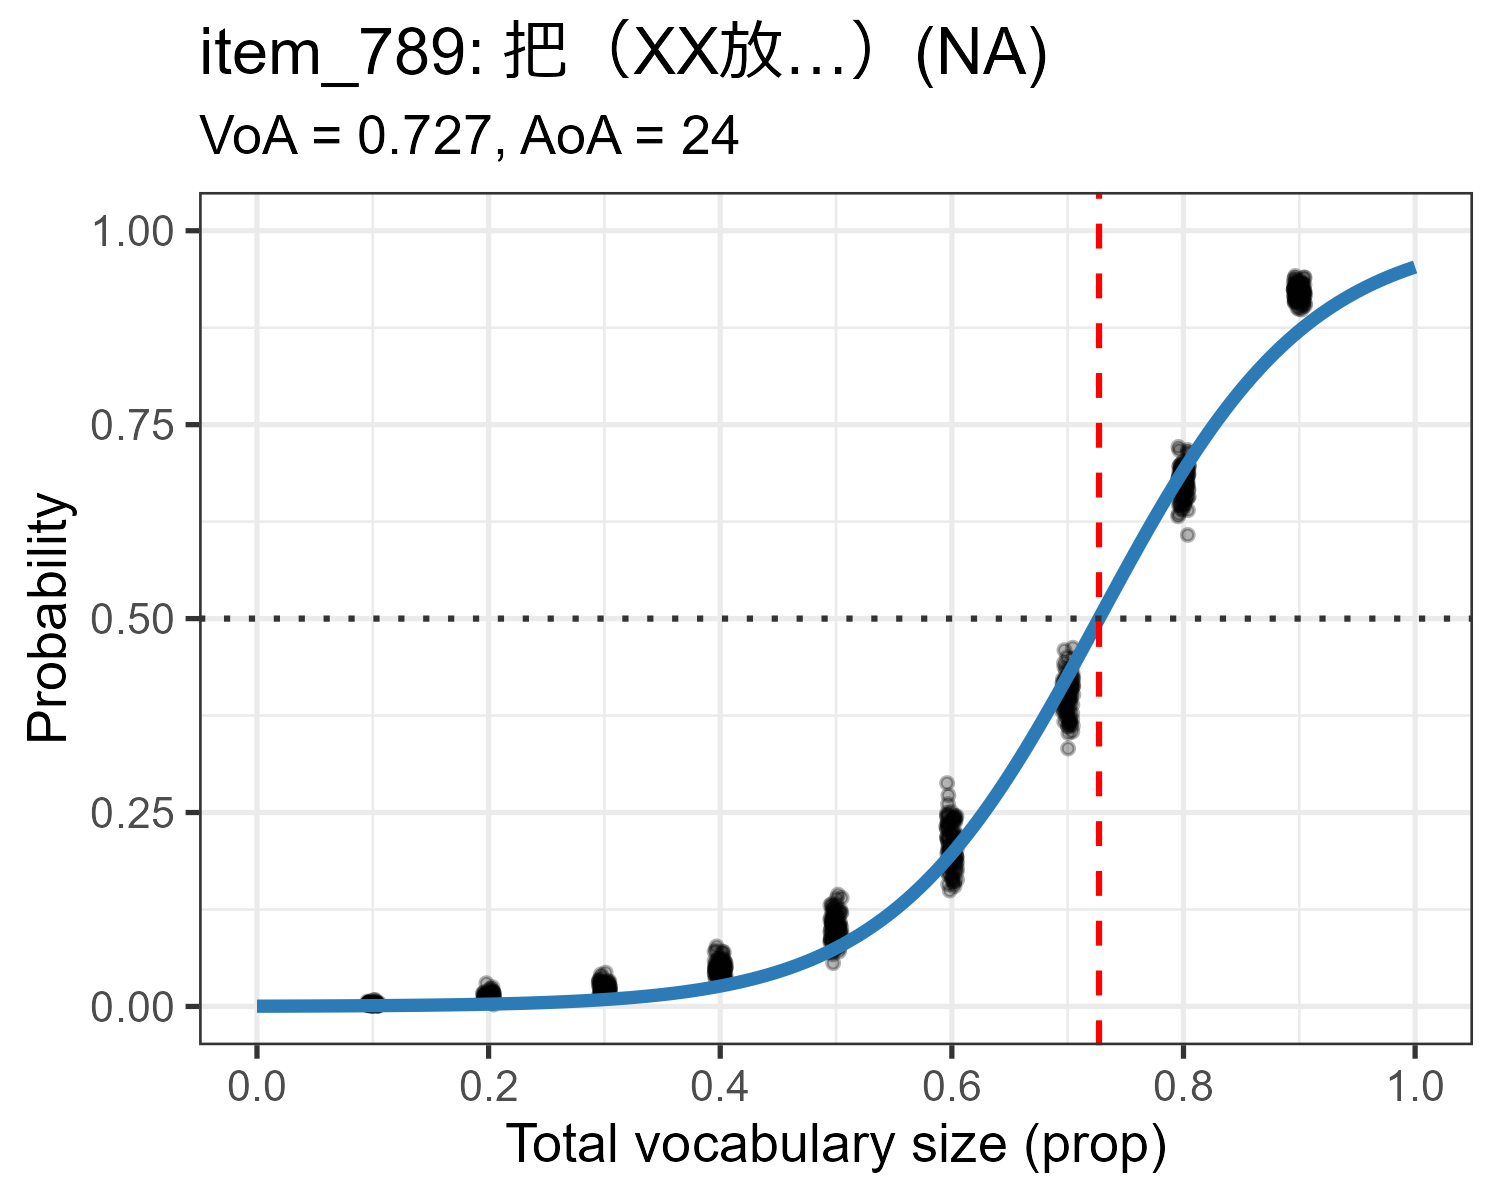 item_789: 把（XX放…）(NA)
VoA = 0.727, AoA = 24
1.00
0.75
0.50
0.25
0.00
Probability
0.0 0.2 0.4 0.6 0.8 1.0
Total vocabulary size (prop)